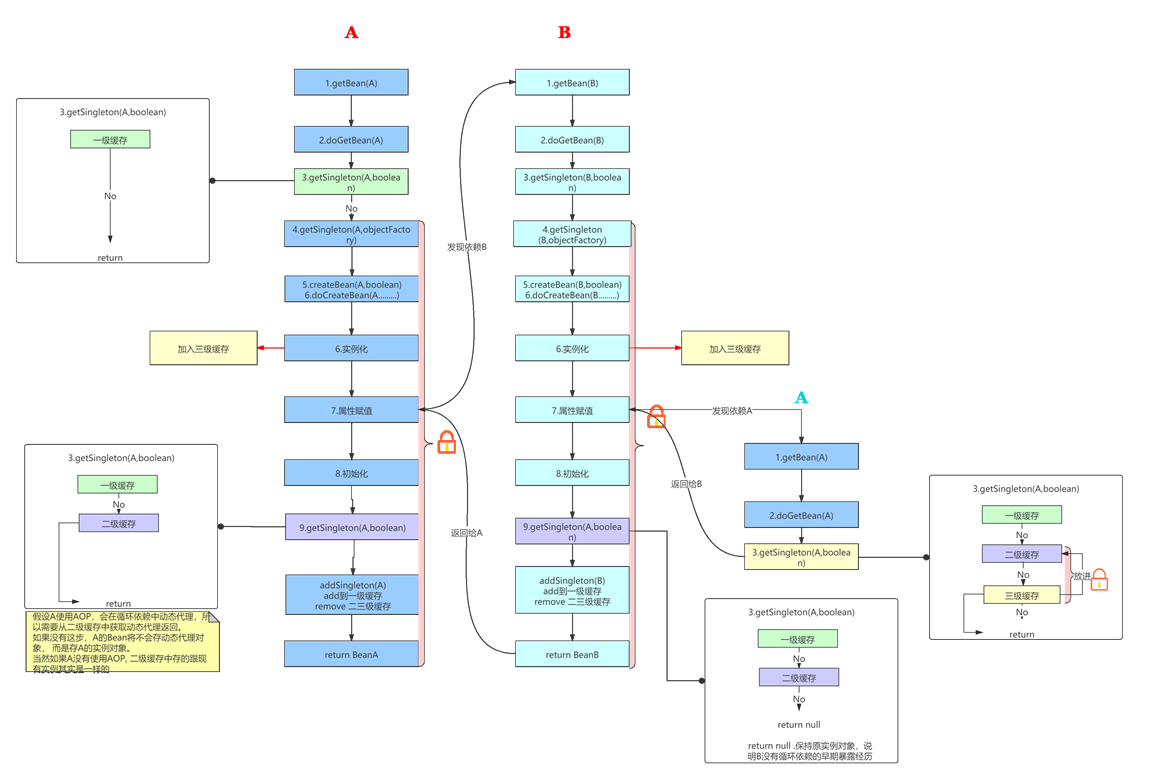 A
B
1.getBean(A)
2.doGetBean(A)
3.getSingleton(A,boolea
n)
No
4.getSingleton(A,objectFacto
ry)
5.createBean(A,boolean)
6.doCreateBean(A.........)
6.实例化
7.属性赋值
8.初始化
9.getSingleton(A,boolean)
addSingleton(A)
add到一级缓存
remove 二三级缓存
return BeanA
3.getSingleton(A,boolean)
一级缓存
No
return
加入三级缓存
3.getSingleton(A,boolean)
一级缓存
No
二级缓存
return
假设A使用AOP，会在循环依赖中动态代理，所
以需要从二级缓存中获取动态代理返回。
如果没有这步，A的Bean将不会存动态代理对
象， 而是存A的实例对象。
当然如果A没有使用AOP, 二级缓存中存的跟现
有实例其实是一样的
发现依赖B
返回给A
1.getBean(B)
2.doGetBean(B)
3.getSingleton(B,boolea
n)
4.getSingleton
(B,objectFactory)
5.createBean(B,boolean)
6.doCreateBean(B.........)
6.实例化
7.属性赋值
8.初始化
9.getSingleton(A,boolea
n)
addSingleton(B)
add到一级缓存
remove 二三级缓存
return BeanB
加入三级缓存
发现依赖A
返回给B
A
1.getBean(A)
2.doGetBean(A)
3.getSingleton(A,boolea
n)
3.getSingleton(A,boolean)
一级缓存
No
二级缓存
No
放进
三级缓存
No
return
3.getSingleton(A,boolean)
一级缓存
No
二级缓存
No
return null
return null .保持原实例对象，说
明B没有循环依赖的早期暴露经历